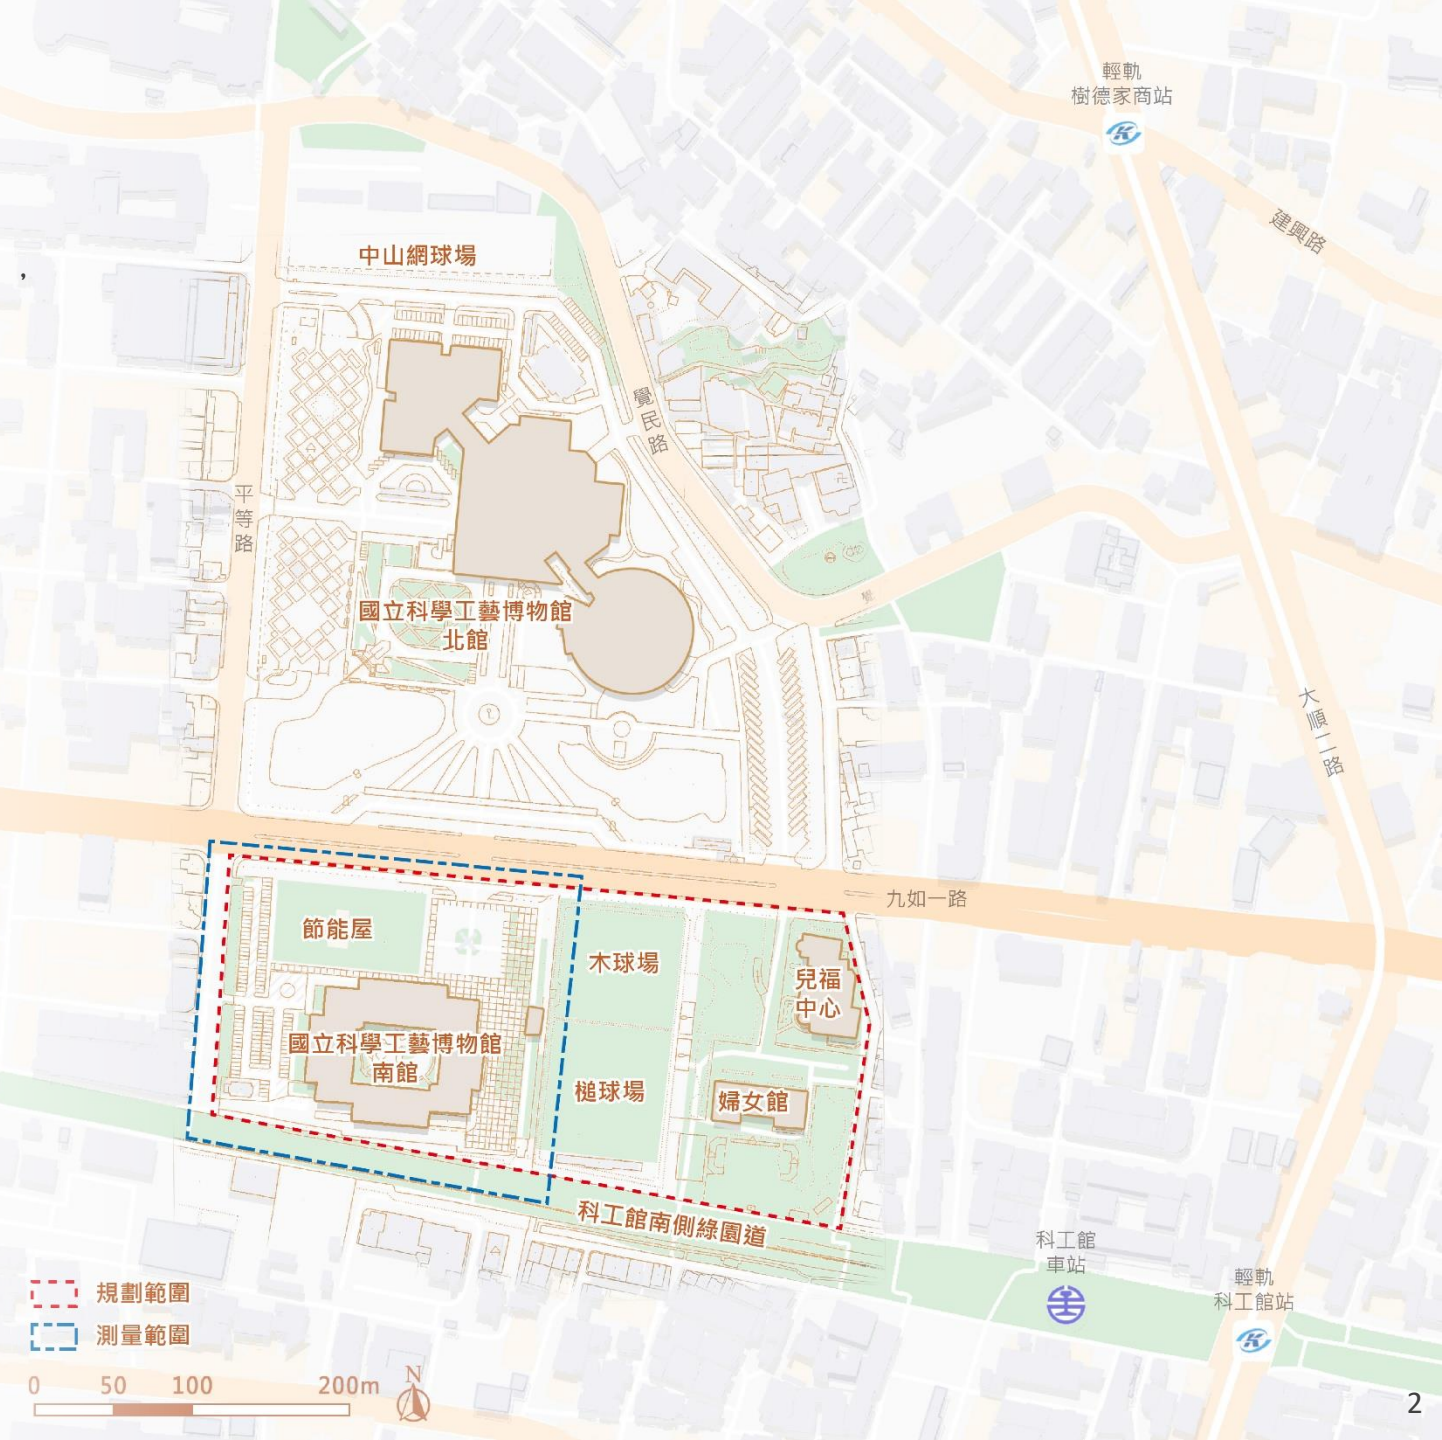 輕軌
樹德家商站
建興路
中山網球場
,
覺民路
平等路
國立科學工藝博物館
北館
覺
大順二路
九如一路
節能屋
木球場
兒福
中心
國立科學工藝博物館
南館
槌球場
婦女館
科工館南側綠園道
科工館
車站
輕軌
科工館站
規劃範圍
測量範圍
N
0 50 100 200m
2